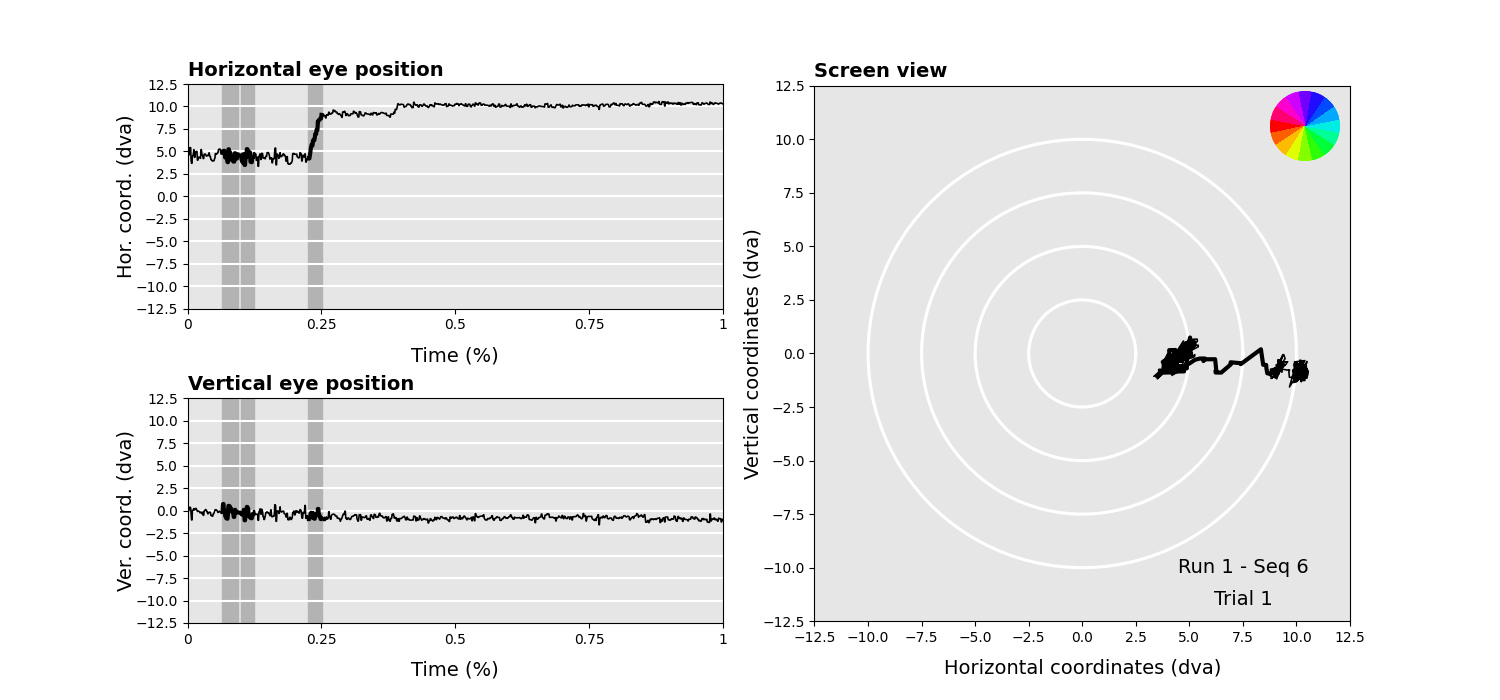 Horizontal eye position
12.5
10.0
7.5
5.0
2.5
0.0
−2.5
−5.0
−7.5
−10.0
−12.5
Hor. coord. (dva)
0 0.25 0.5 0.75 1
Time (%)
Vertical eye position
12.5
10.0
7.5
5.0
2.5
0.0
−2.5
−5.0
−7.5
−10.0
−12.5
Ver. coord. (dva)
0 0.25 0.5 0.75 1
Time (%)
Screen view
12.5
10.0
7.5
5.0
2.5
0.0
−2.5
−5.0
−7.5
−10.0
−12.5
Vertical coordinates (dva)
Run 1 - Seq 6
Trial 1
−12.5 −10.0 −7.5 −5.0 −2.5 0.0 2.5 5.0 7.5 10.0 12.5
Horizontal coordinates (dva)